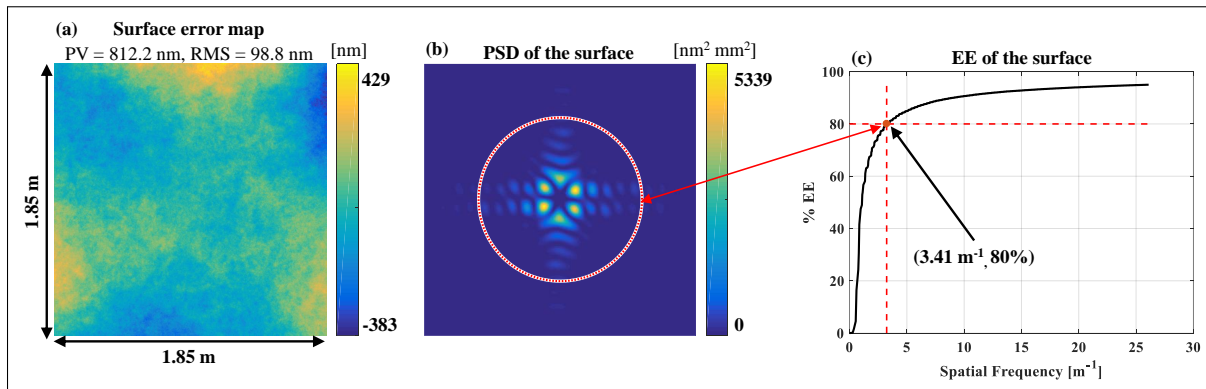 (a) Surface error map
PV = 812.2 nm, RMS = 98.8 nm
[nm]
429
-383
1.85 m
1.85 m
(b) PSD of the surface
[nm² mm²]
5339
0
(c) EE of the surface
100
80
60
40
20
0
% EE
(3.41 m⁻¹, 80%)
0 5 10 15 20 25 30
Spatial Frequency [m⁻¹]